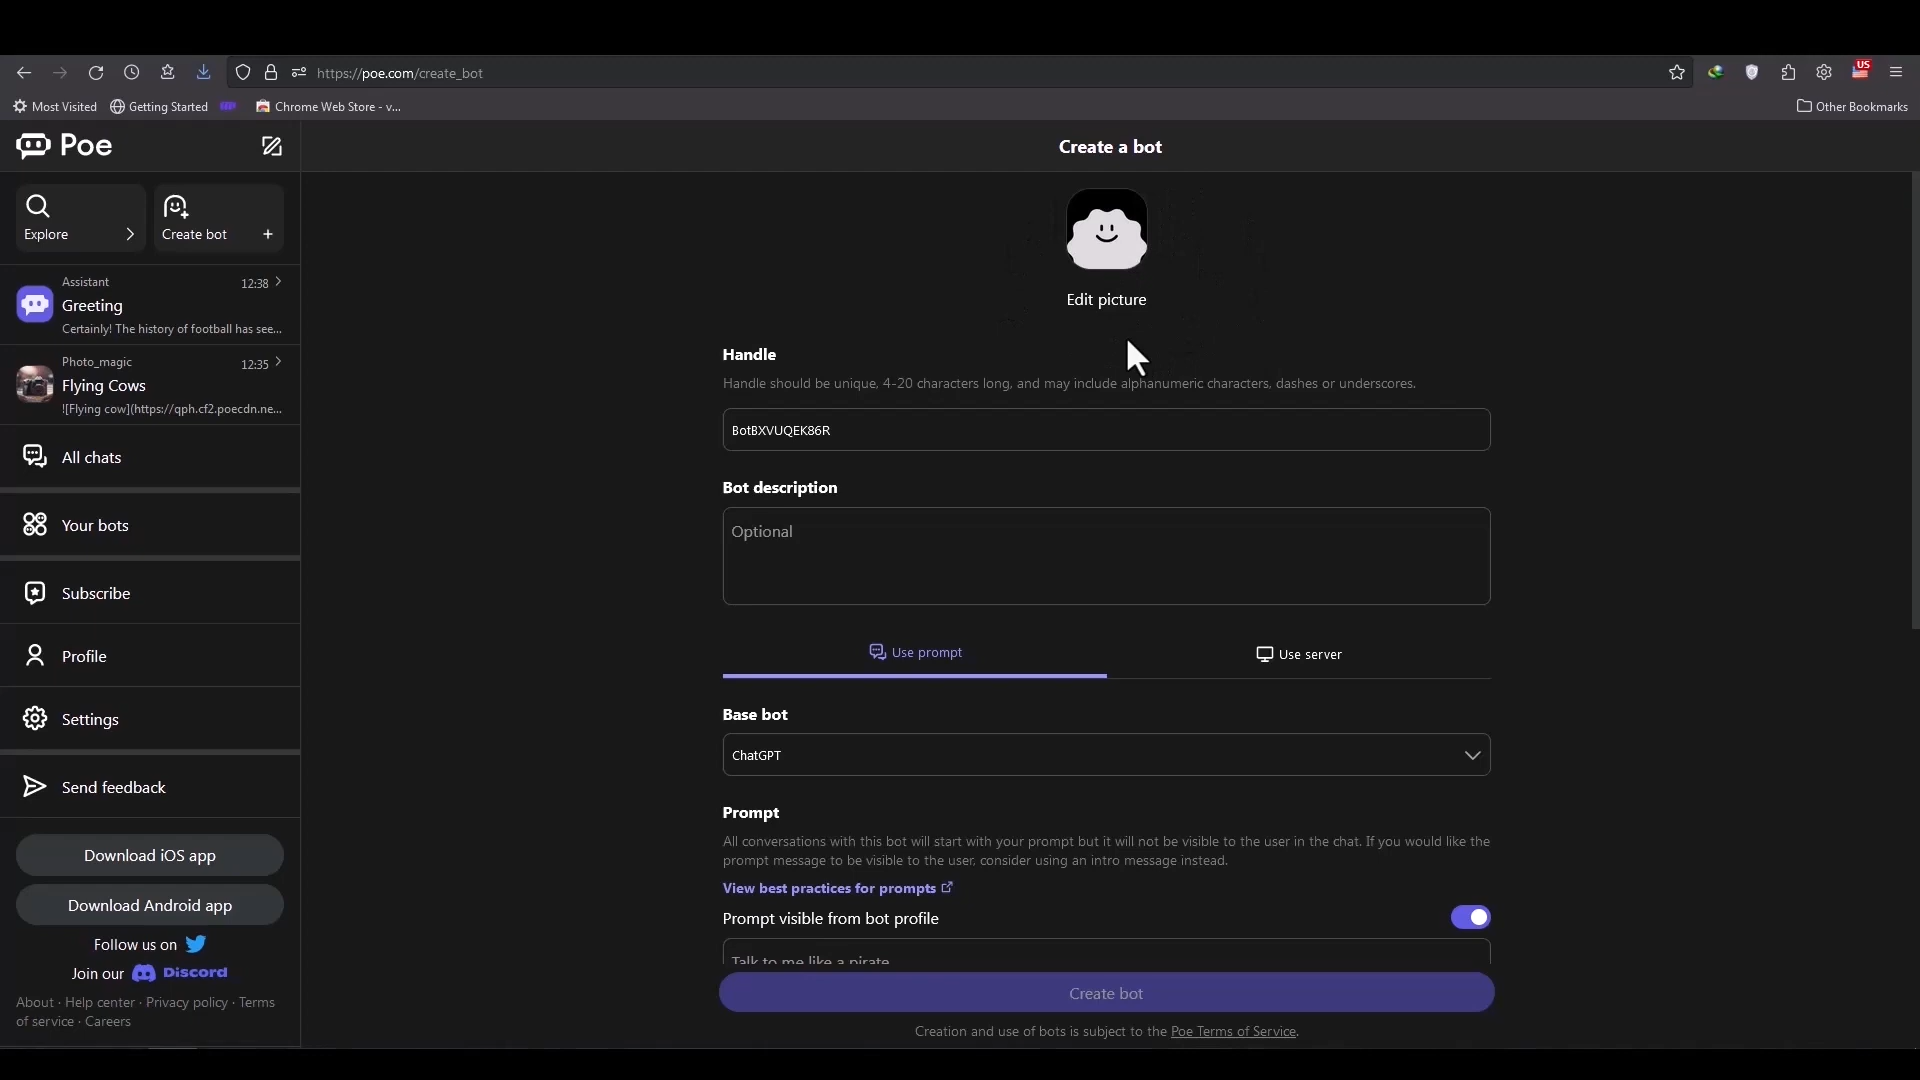 https://poe.com/create_bot
US
Most Visited
Getting Started
Chrome Web Store - v...
Other Bookmarks
Poe
Create a bot
Explore
Create bot +
Edit picture
Assistant
12:38
Greeting
Certainly! The history of football has see...
Photo_magic
12:35
Flying Cows
![Flying cow](https://qph.cf2.poecdn.ne...
All chats
Your bots
Subscribe
Profile
Settings
Send feedback
Download iOS app
Download Android app
Follow us on
Join our Discord
About · Help center · Privacy policy · Terms
of service · Careers
Handle
Handle should be unique, 4-20 characters long, and may include alphanumeric characters, dashes or underscores.
BotBXVUQEK86R
Bot description
Optional
Use prompt
Use server
Base bot
ChatGPT
Prompt
All conversations with this bot will start with your prompt but it will not be visible to the user in the chat. If you would like the
prompt message to be visible to the user, consider using an intro message instead.
View best practices for prompts
Prompt visible from bot profile
Talk to me like a pirate
Create bot
Creation and use of bots is subject to the Poe Terms of Service.